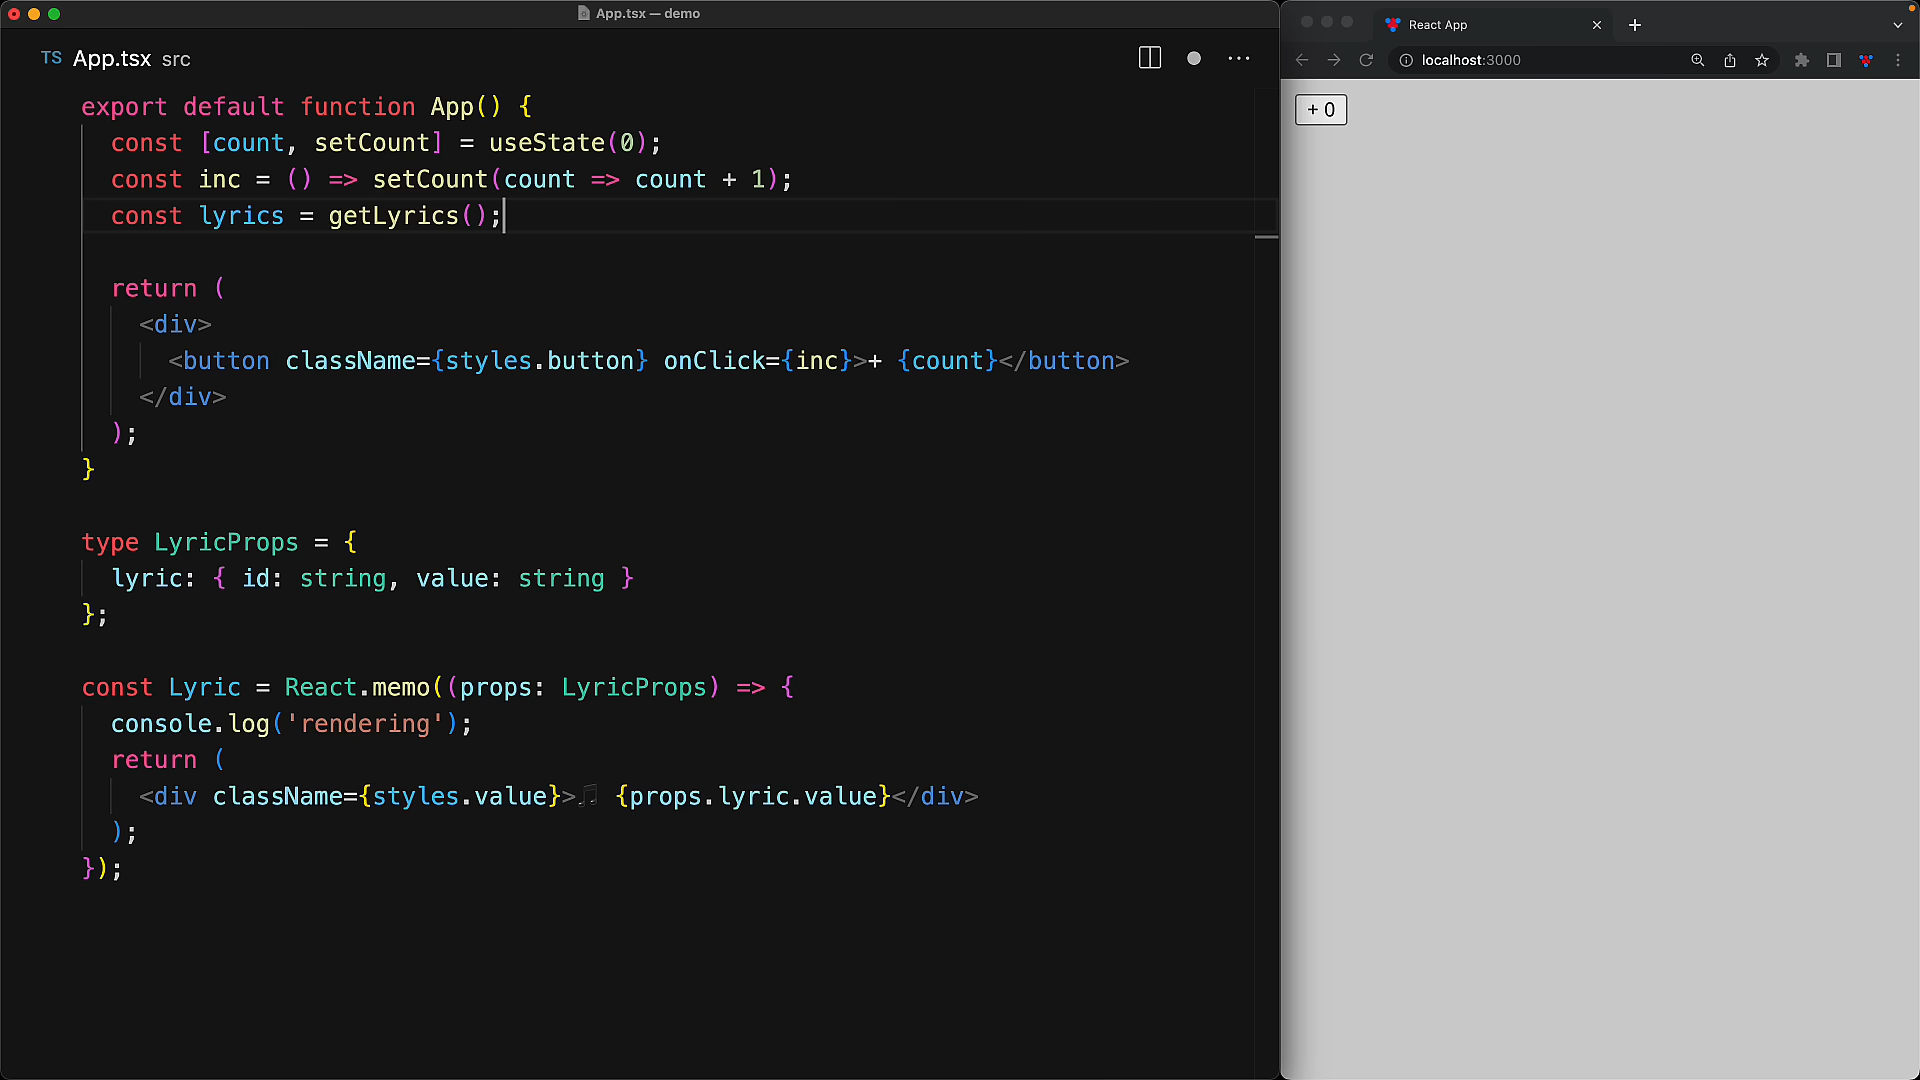 App.tsx — demo
TS App.tsx src
export default function App() {
const [count, setCount] = useState(0);
const inc = () => setCount(count => count + 1);
const lyrics = getLyrics();
return (
<div>
<button className={styles.button} onClick={inc}>+ {count}</button>
</div>
);
}
type LyricProps = {
lyric: { id: string, value: string }
};
const Lyric = React.memo((props: LyricProps) => {
console.log('rendering');
return (
<div className={styles.value}>🎵 {props.lyric.value}</div>
);
});
React App
localhost:3000
+ 0